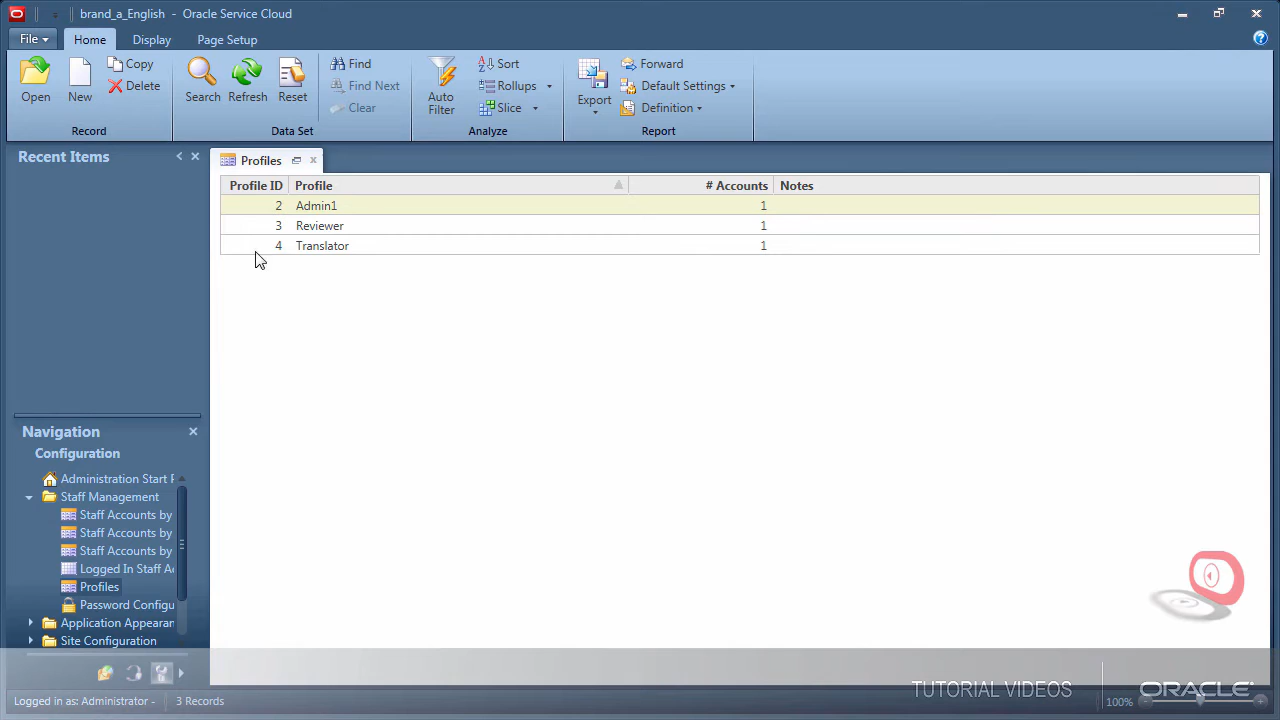 brand_a_English - Oracle Service Cloud
File Home Display Page Setup
Open New Copy Delete
Record
Search Refresh Reset Find Find Next Clear
Data Set
Auto Filter Sort Rollups Slice
Analyze
Export Forward Default Settings Definition
Report
Recent Items
Profiles
Profile ID Profile # Accounts Notes
2 Admin1 1
3 Reviewer 1
4 Translator 1
Navigation
Configuration
Administration Start
Staff Management
Staff Accounts by
Staff Accounts by
Staff Accounts by
Logged In Staff A
Profiles
Password Configu
Application Appearan
Site Configuration
TUTORIAL VIDEOS ORACLE
Logged in as: Administrator - 3 Records 100%